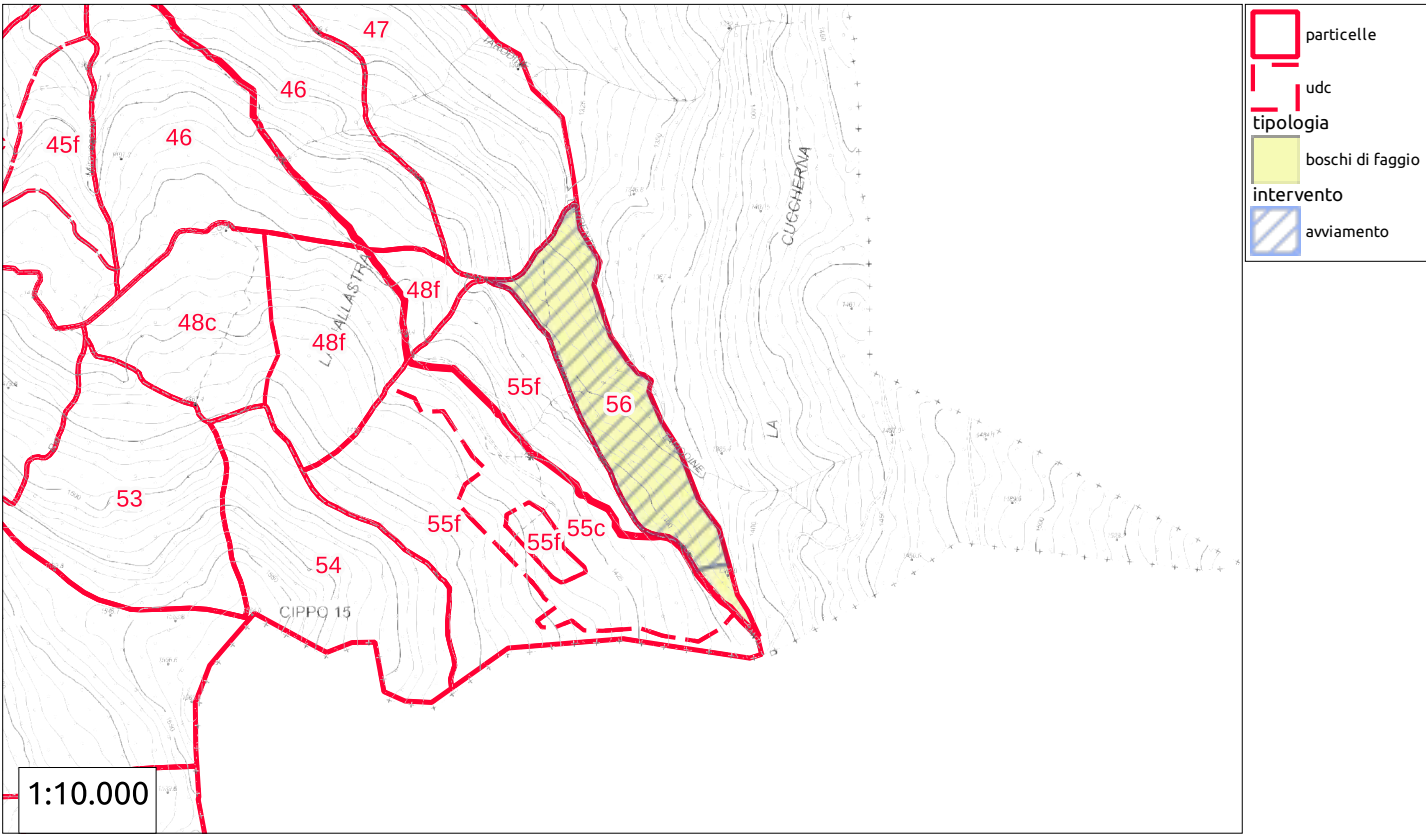 47
46
46
45f
CUCCHERNA
48f
48c
48f
55f
56
LA
53
55f
55c
55f
54
CIPPO 15
1:10.000
particelle
udc
tipologia
boschi di faggio
intervento
avviamento